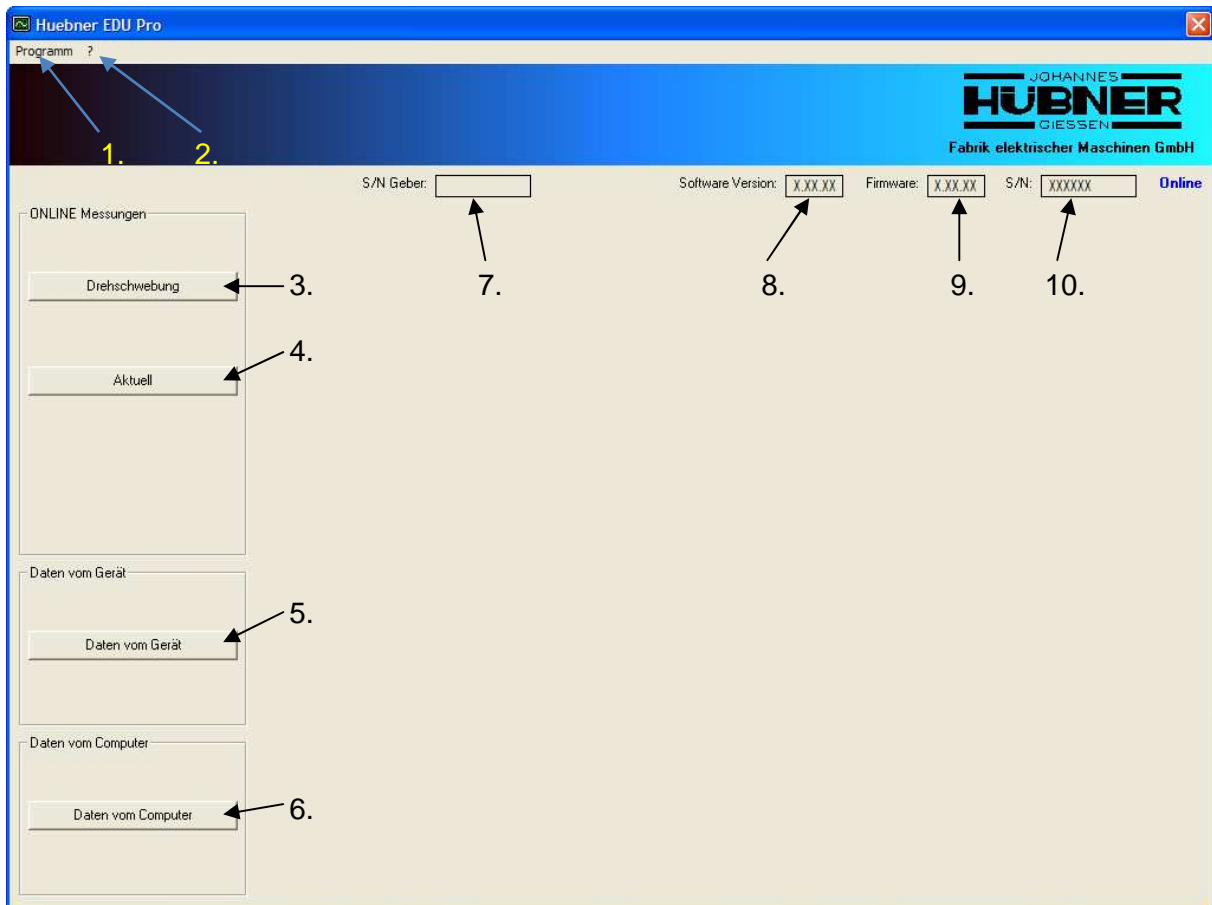 Huebner EDU Pro
Programm ?
JOHANNES
HÜBNER
GIESSEN
Fabrik elektrischer Maschinen GmbH
1. 2.
S/N Geber: Software Version: X.XX.XX Firmware: X.XX.XX S/N: XXXXXX Online
ONLINE Messungen
Drehschwebung 3. 7. 8. 9. 10.
4.
Aktuell
Daten vom Gerät
5.
Daten vom Gerät
Daten vom Computer
Daten vom Computer 6.